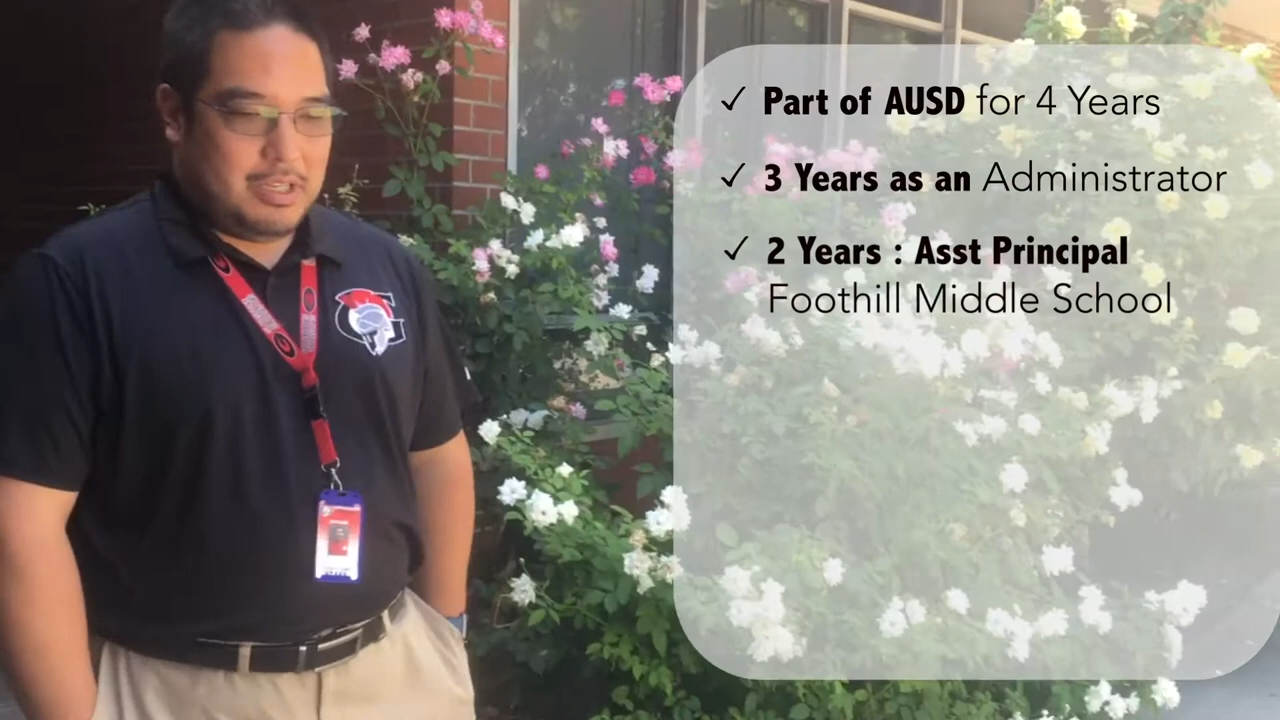 ✓ Part of AUSD for 4 Years
✓ 3 Years as an Administrator
✓ 2 Years : Asst Principal
Foothill Middle School